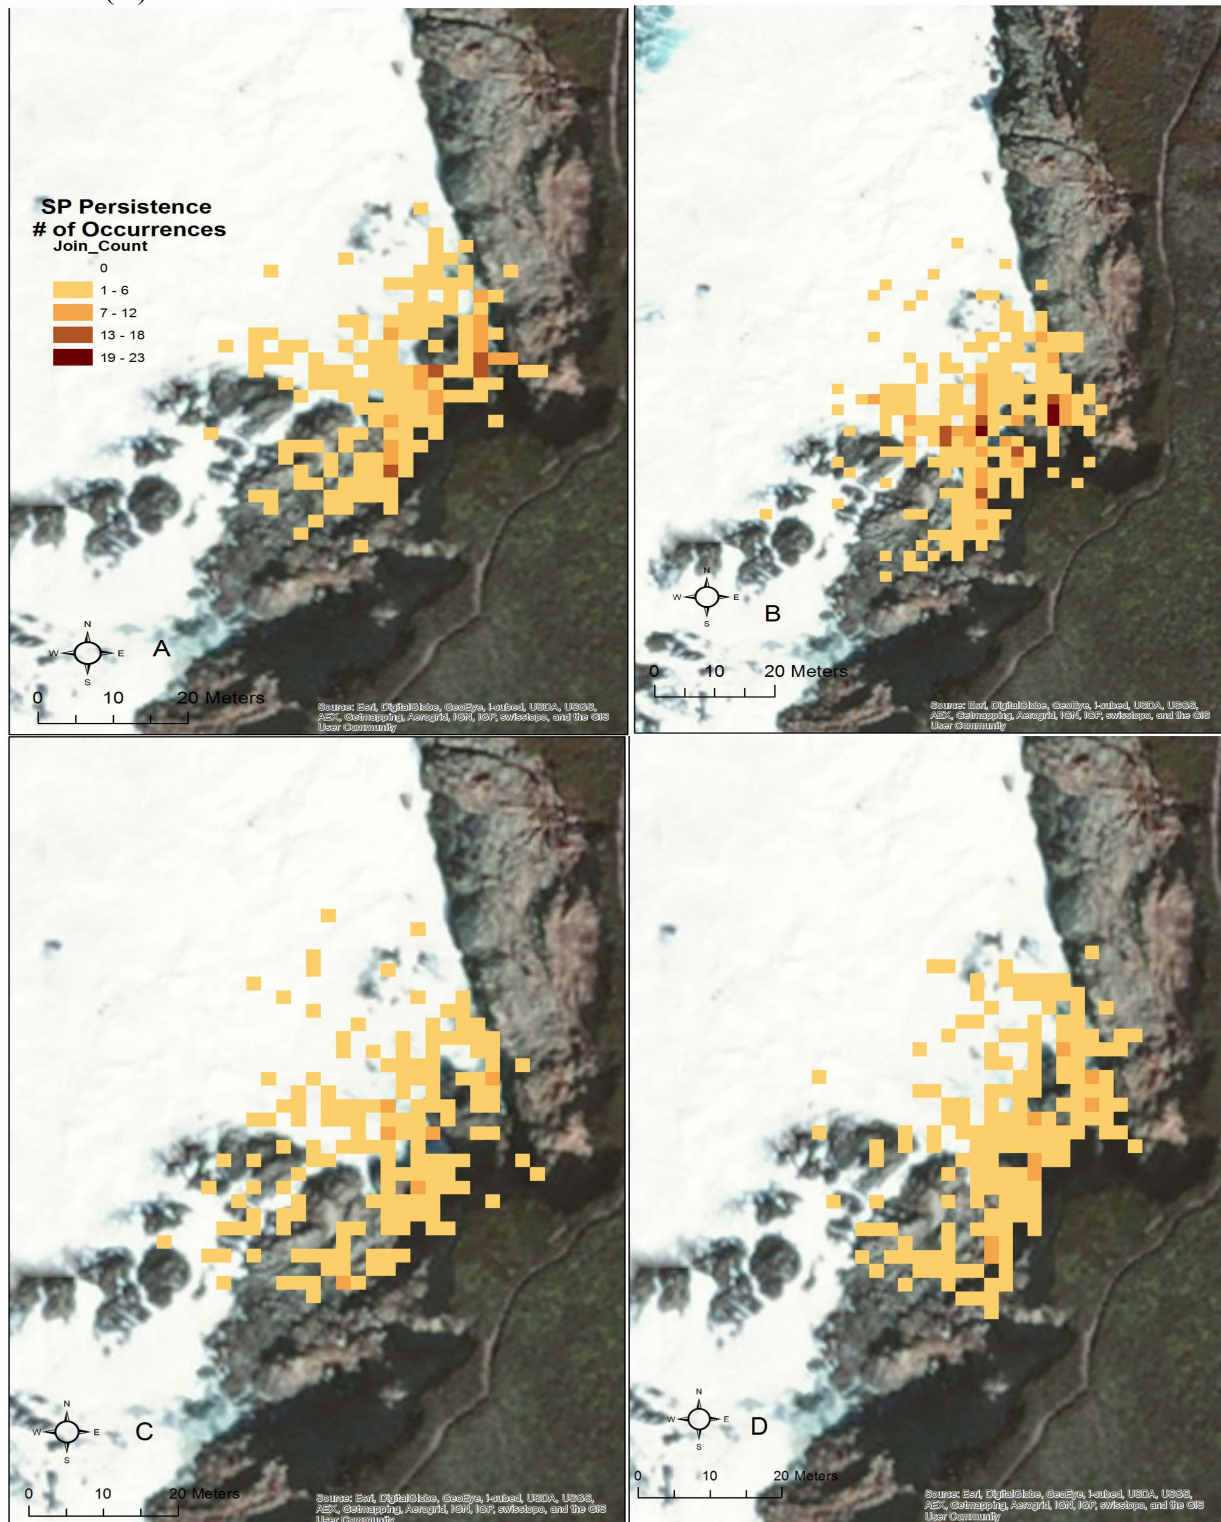 SP Persistence
# of Occurrences
Join_Count
0
1 - 6
7 - 12
13 - 18
19 - 23
N
W E
S
A
0 10 20 Meters
Source: Esri, DigitalGlobe, GeoEye, i-cubed, USDA, USGS,
AEX, Getmapping, Aerogrid, IGN, IGP, swisstopo, and the GIS
User Community
N
W E
S
B
0 10 20 Meters
Source: Esri, DigitalGlobe, GeoEye, i-cubed, USDA, USGS,
AEX, Getmapping, Aerogrid, IGN, IGP, swisstopo, and the GIS
User Community
N
W E
S
C
0 10 20 Meters
Source: Esri, DigitalGlobe, GeoEye, i-cubed, USDA, USGS,
AEX, Getmapping, Aerogrid, IGN, IGP, swisstopo, and the GIS
User Community
N
W E
S
D
0 10 20 Meters
Source: Esri, DigitalGlobe, GeoEye, i-cubed, USDA, USGS,
AEX, Getmapping, Aerogrid, IGN, IGP, swisstopo, and the GIS
User Community